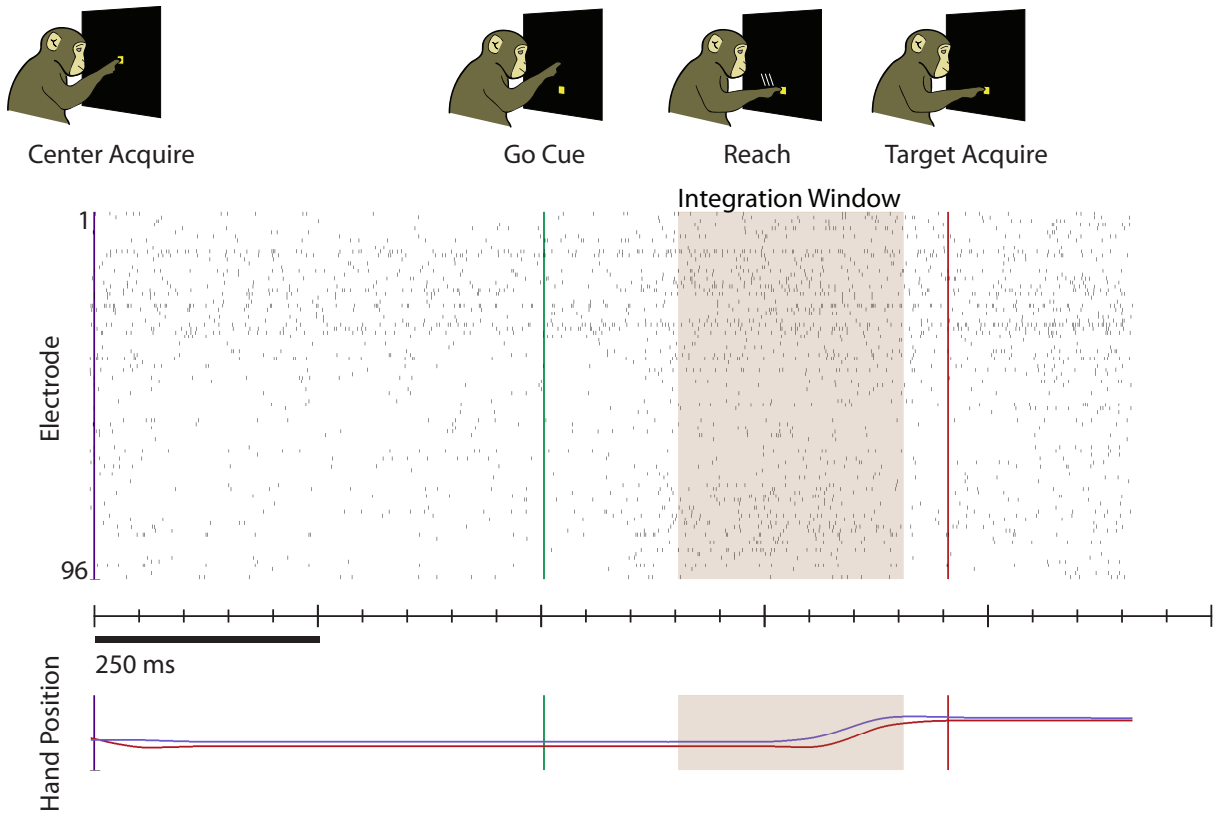 Center Acquire
Go Cue
Reach
Target Acquire
Integration Window
1
Electrode
96
250 ms
Hand Position